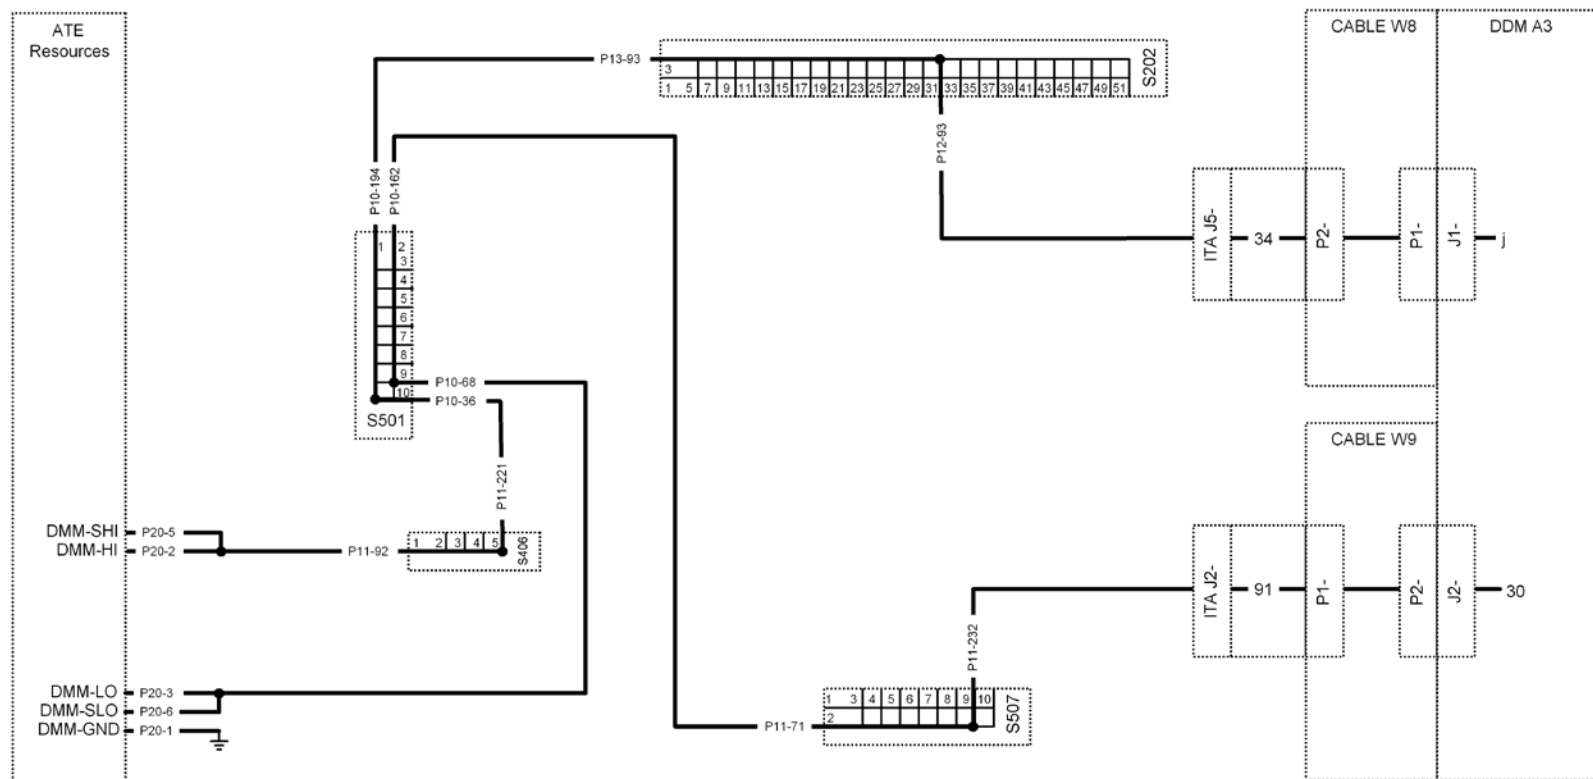 ATE
Resources
CABLE W8
DDM A3
P13-93
3
1 5 7 9 11 13 15 17 19 21 23 25 27 29 31 33 35 37 39 41 43 45 47 49 51
S202
P12-93
P10-194
P10-162
ITA J5-
34
P2-
P1-
J1-
j
1 2
3
4
5
6
7
8
9
10
P10-68
P10-36
S501
CABLE W9
P11-221
DMM-SHI
P20-5
DMM-HI
P20-2
P11-92
1 2 3 4 5
S406
ITA J2-
91
P1-
P2-
J2-
30
P11-232
DMM-LO
P20-3
DMM-SLO
P20-6
DMM-GND
P20-1
P11-71
1 3 4 5 6 7 8 9 10
2
S507